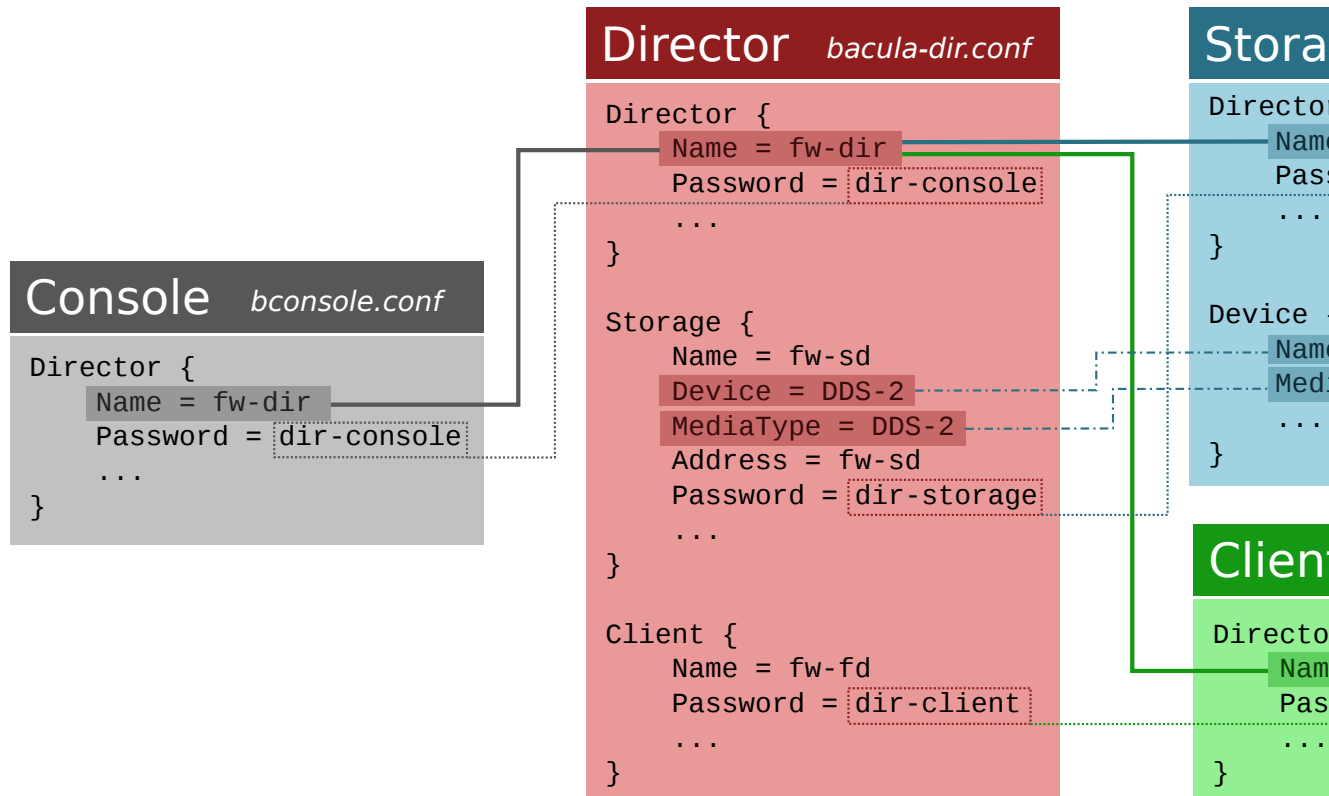 Console bconsole.conf
Director {
Name = fw-dir
Password = dir-console
...
}
Director bacula-dir.conf
Director {
Name = fw-dir
Password = dir-console
...
}
Storage {
Name = fw-sd
Device = DDS-2
MediaType = DDS-2
Address = fw-sd
Password = dir-storage
...
}
Client {
Name = fw-fd
Password = dir-client
...
}
...
}
Device
...
}
Client
...
}